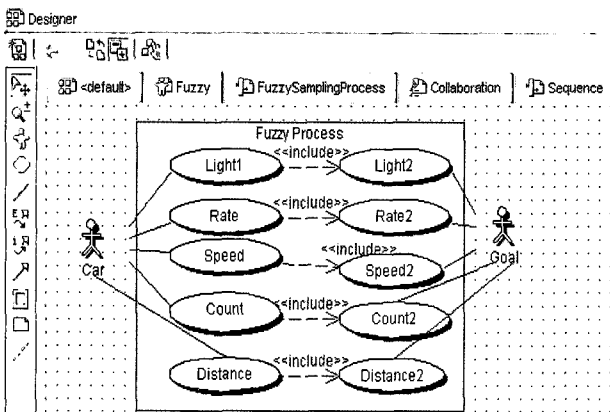 Designer
<default> Fuzzy FuzzySamplingProcess Collaboration Sequence
Fuzzy Process
<<include>>
Light1 Light2
<<include>>
Rate Rate2
<<include>>
Speed Speed2
Car Goal
<<include>>
Count Count2
<<include>>
Distance Distance2